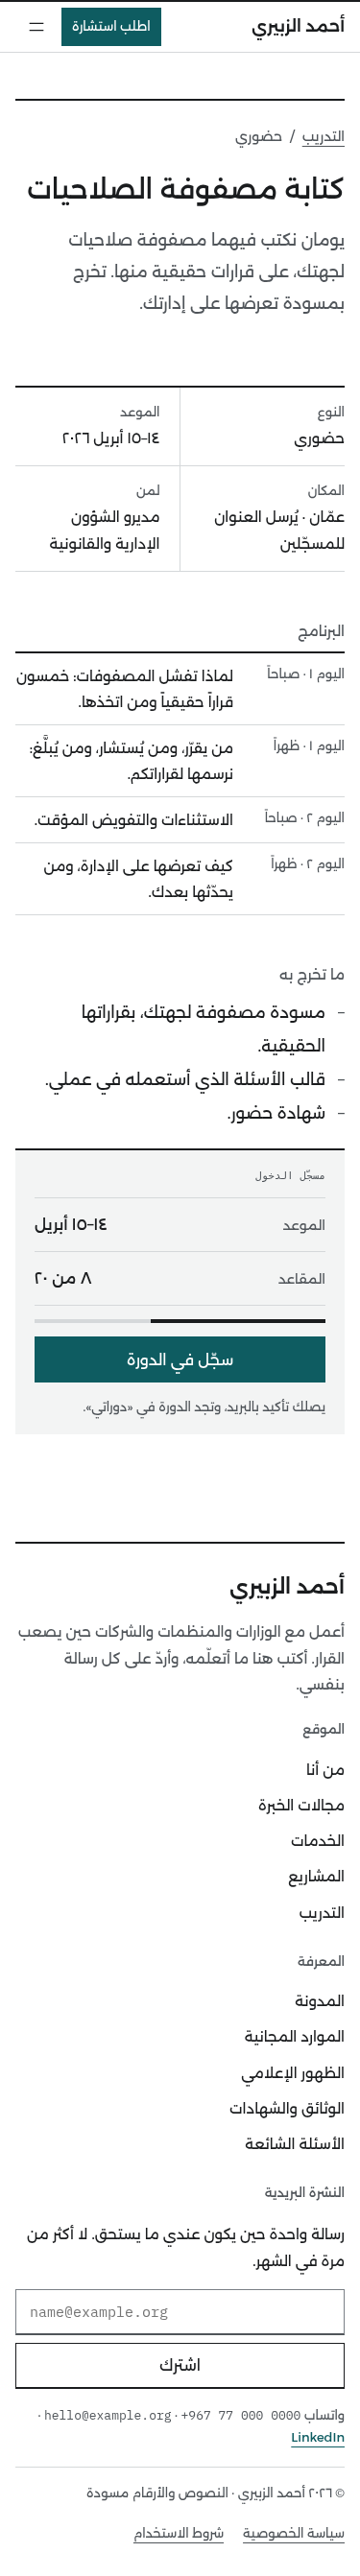 أحمد الزبيري
اطلب استشارة
التدريب / حضوري
كتابة مصفوفة الصلاحيات
يومان نكتب فيهما مصفوفة صلاحيات
لجهتك، على قرارات حقيقية منها. تخرج
بمسودة تعرضها على إدارتك.
النوع
حضوري
الموعد
١٤–١٥ أبريل ٢٠٢٦
المكان
عمّان · يُرسل العنوان
للمسجّلين
لمن
مديرو الشؤون
الإدارية والقانونية
البرنامج
اليوم ١ · صباحاً
لماذا تفشل المصفوفات: خمسون
قراراً حقيقياً ومن اتخذها.
اليوم ١ · ظهراً
من يقرّر، ومن يُستشار، ومن يُبلَّغ:
نرسمها لقراراتكم.
اليوم ٢ · صباحاً
الاستثناءات والتفويض المؤقت.
اليوم ٢ · ظهراً
كيف تعرضها على الإدارة، ومن
يحدّثها بعدك.
ما تخرج به
– مسودة مصفوفة لجهتك، بقراراتها
الحقيقية.
– قالب الأسئلة الذي أستعمله في عملي.
– شهادة حضور.
مسجّل الدخول
الموعد
١٤–١٥ أبريل
المقاعد
٨ من ٢٠
سجّل في الدورة
يصلك تأكيد بالبريد، وتجد الدورة في «دوراتي».
أحمد الزبيري
أعمل مع الوزارات والمنظمات والشركات حين يصعب
القرار. أكتب هنا ما أتعلّمه، وأردّ على كل رسالة
بنفسي.
الموقع
من أنا
مجالات الخبرة
الخدمات
المشاريع
التدريب
المعرفة
المدونة
الموارد المجانية
الظهور الإعلامي
الوثائق والشهادات
الأسئلة الشائعة
النشرة البريدية
رسالة واحدة حين يكون عندي ما يستحق. لا أكثر من
مرة في الشهر.
name@example.org
اشترك
واتساب ‎+967 77 000 0000 · hello@example.org ·
LinkedIn
© ٢٠٢٦ أحمد الزبيري · النصوص والأرقام مسودة
سياسة الخصوصية
شروط الاستخدام